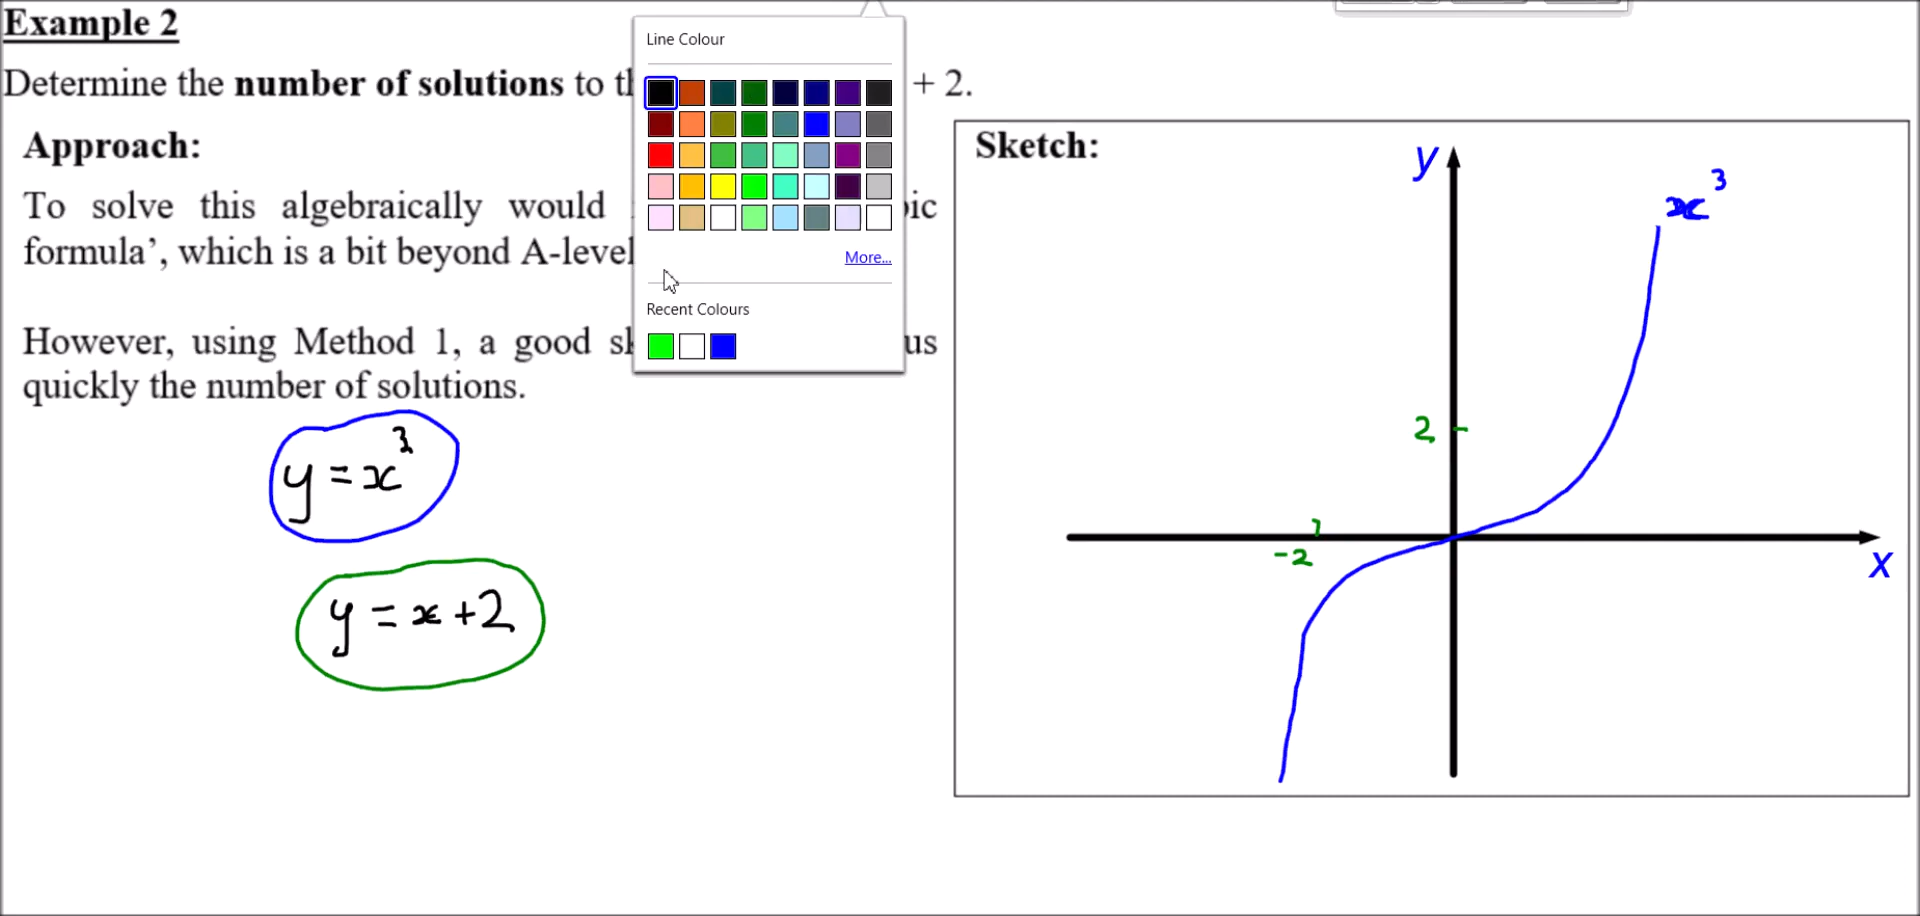 Example 2
Determine the number of solutions to + 2.
Approach:
To solve this algebraically would
formula’, which is a bit beyond A-level
However, using Method 1, a good us
quickly the number of solutions.
y = x³
y = x + 2
Line Colour
More...
Recent Colours
Sketch:
y
x³
2
-2
x